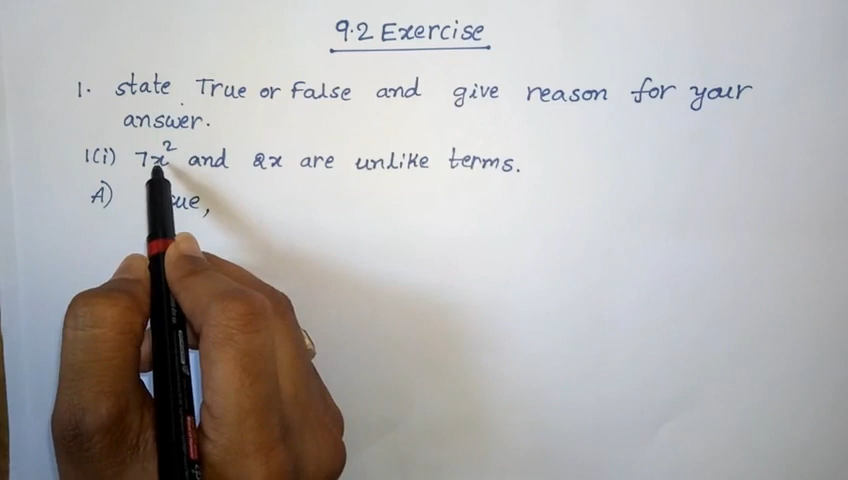 9.2 Exercise
1. state True or False and give reason for your
answer.
1(i) 7x² and 2x are unlike terms.
A)